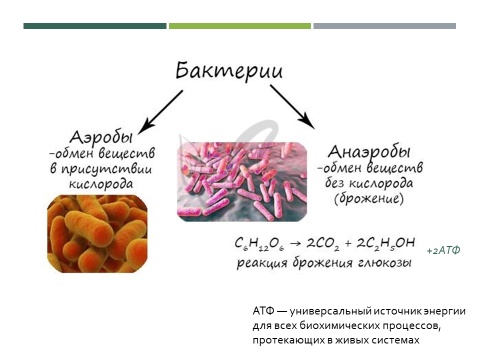 Бактерии
Аэробы
-обмен веществ
в присутствии
кислорода
Анаэробы
-обмен веществ
без кислорода
(брожение)
C₆H₁₂O₆ → 2CO₂ + 2C₂H₅OH +2АТФ
реакция брожения глюкозы
АТФ — универсальный источник энергии
для всех биохимических процессов,
протекающих в живых системах